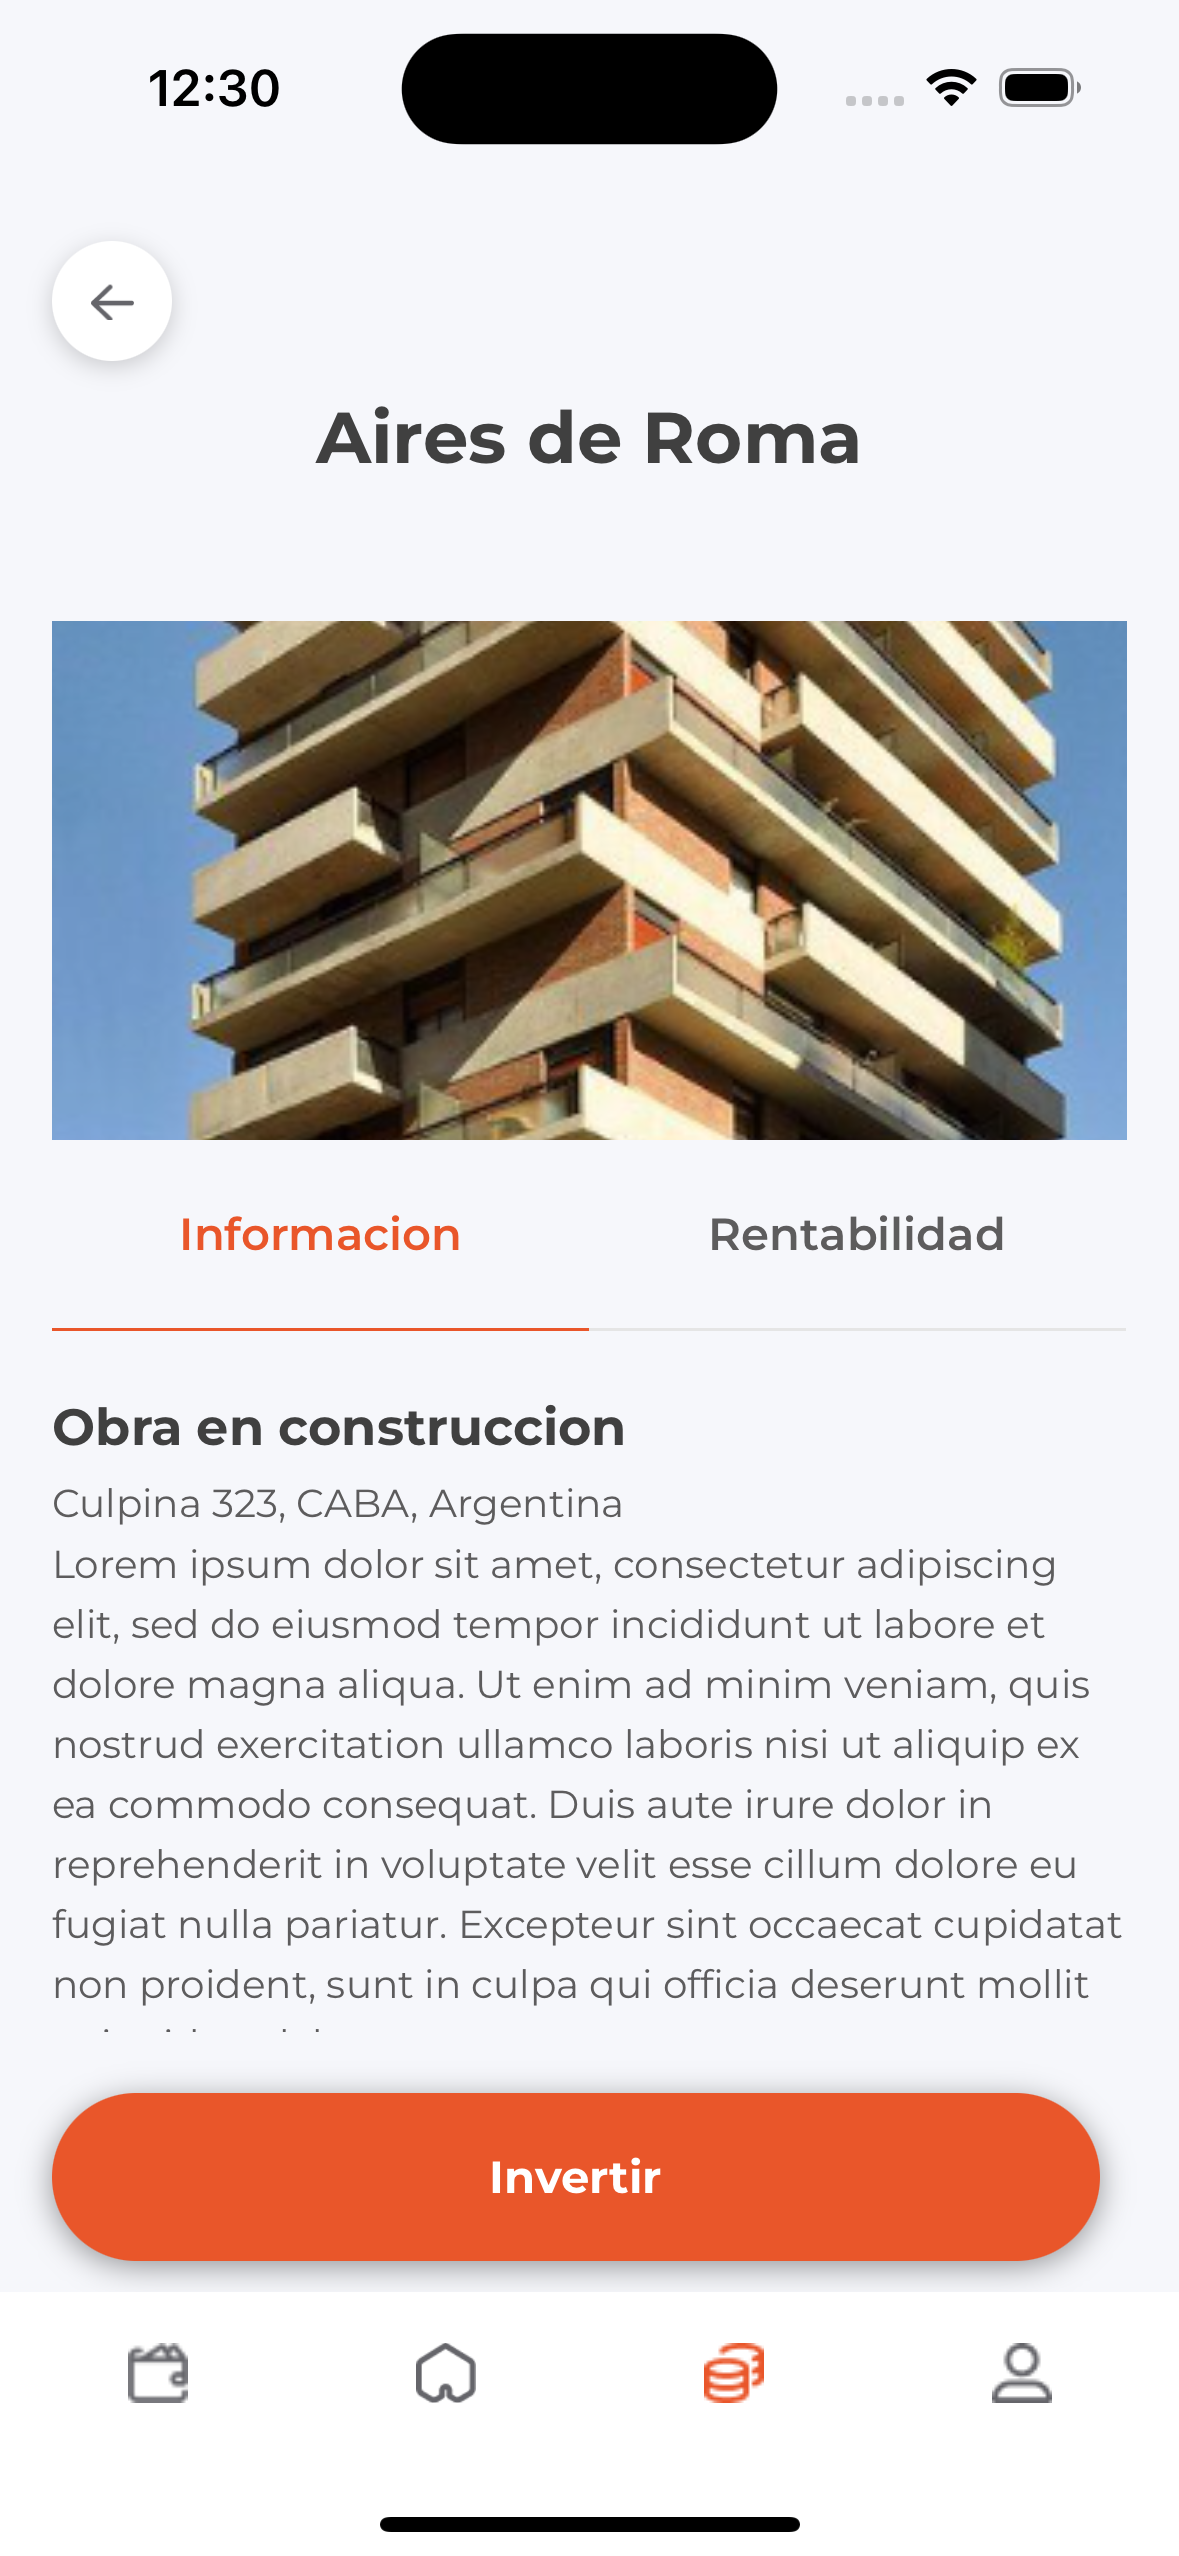 12:30
Aires de Roma
Informacion
Rentabilidad
Obra en construccion
Culpina 323, CABA, Argentina
Lorem ipsum dolor sit amet, consectetur adipiscing
elit, sed do eiusmod tempor incididunt ut labore et
dolore magna aliqua. Ut enim ad minim veniam, quis
nostrud exercitation ullamco laboris nisi ut aliquip ex
ea commodo consequat. Duis aute irure dolor in
reprehenderit in voluptate velit esse cillum dolore eu
fugiat nulla pariatur. Excepteur sint occaecat cupidatat
non proident, sunt in culpa qui officia deserunt mollit
Invertir